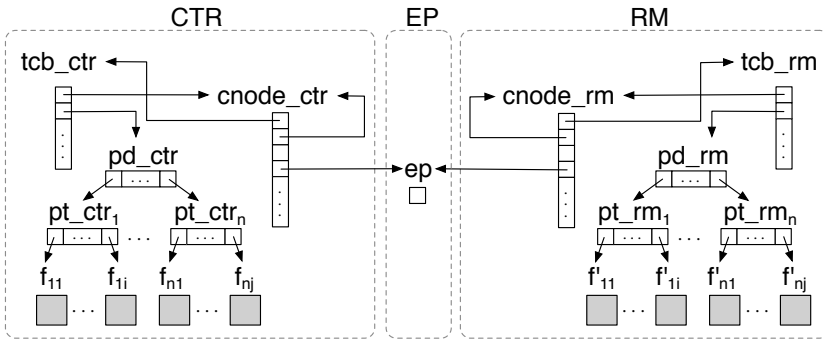 CTR EP RM
tcb_ctr tcb_rm
cnode_ctr cnode_rm
pd_ctr ep pd_rm
pt_ctr₁ pt_ctrₙ pt_rm₁ pt_rmₙ
... ... ... ...
f₁₁ f₁ᵢ fₙ₁ fₙⱼ f'₁₁ f'₁ᵢ f'ₙ₁ f'ₙⱼ